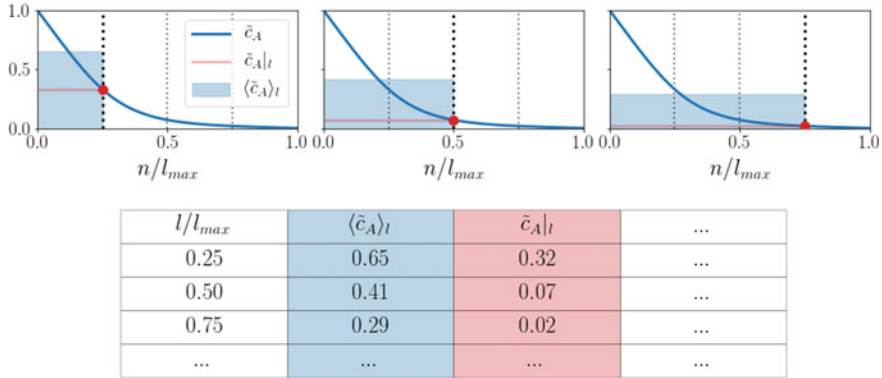 1.0
0.5
0.0
0.0 0.5 1.0 0.0 0.5 1.0 0.0 0.5 1.0
n/l_max n/l_max n/l_max
c̃_A
c̃_A|_l
⟨c̃_A⟩_l
l/l_max ⟨c̃_A⟩_l c̃_A|_l ...
0.25 0.65 0.32 ...
0.50 0.41 0.07 ...
0.75 0.29 0.02 ...
... ... ... ...